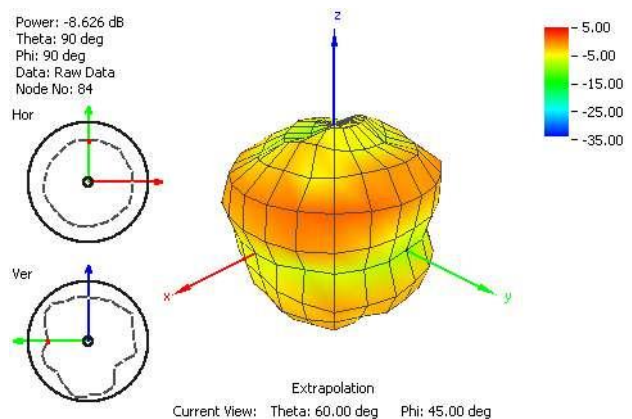 Power: -8.626 dB
Theta: 90 deg
Phi: 90 deg
Data: Raw Data
Node No: 84
Hor
Ver
z
x
y
5.00
-5.00
-15.00
-25.00
-35.00
Extrapolation
Current View: Theta: 60.00 deg Phi: 45.00 deg